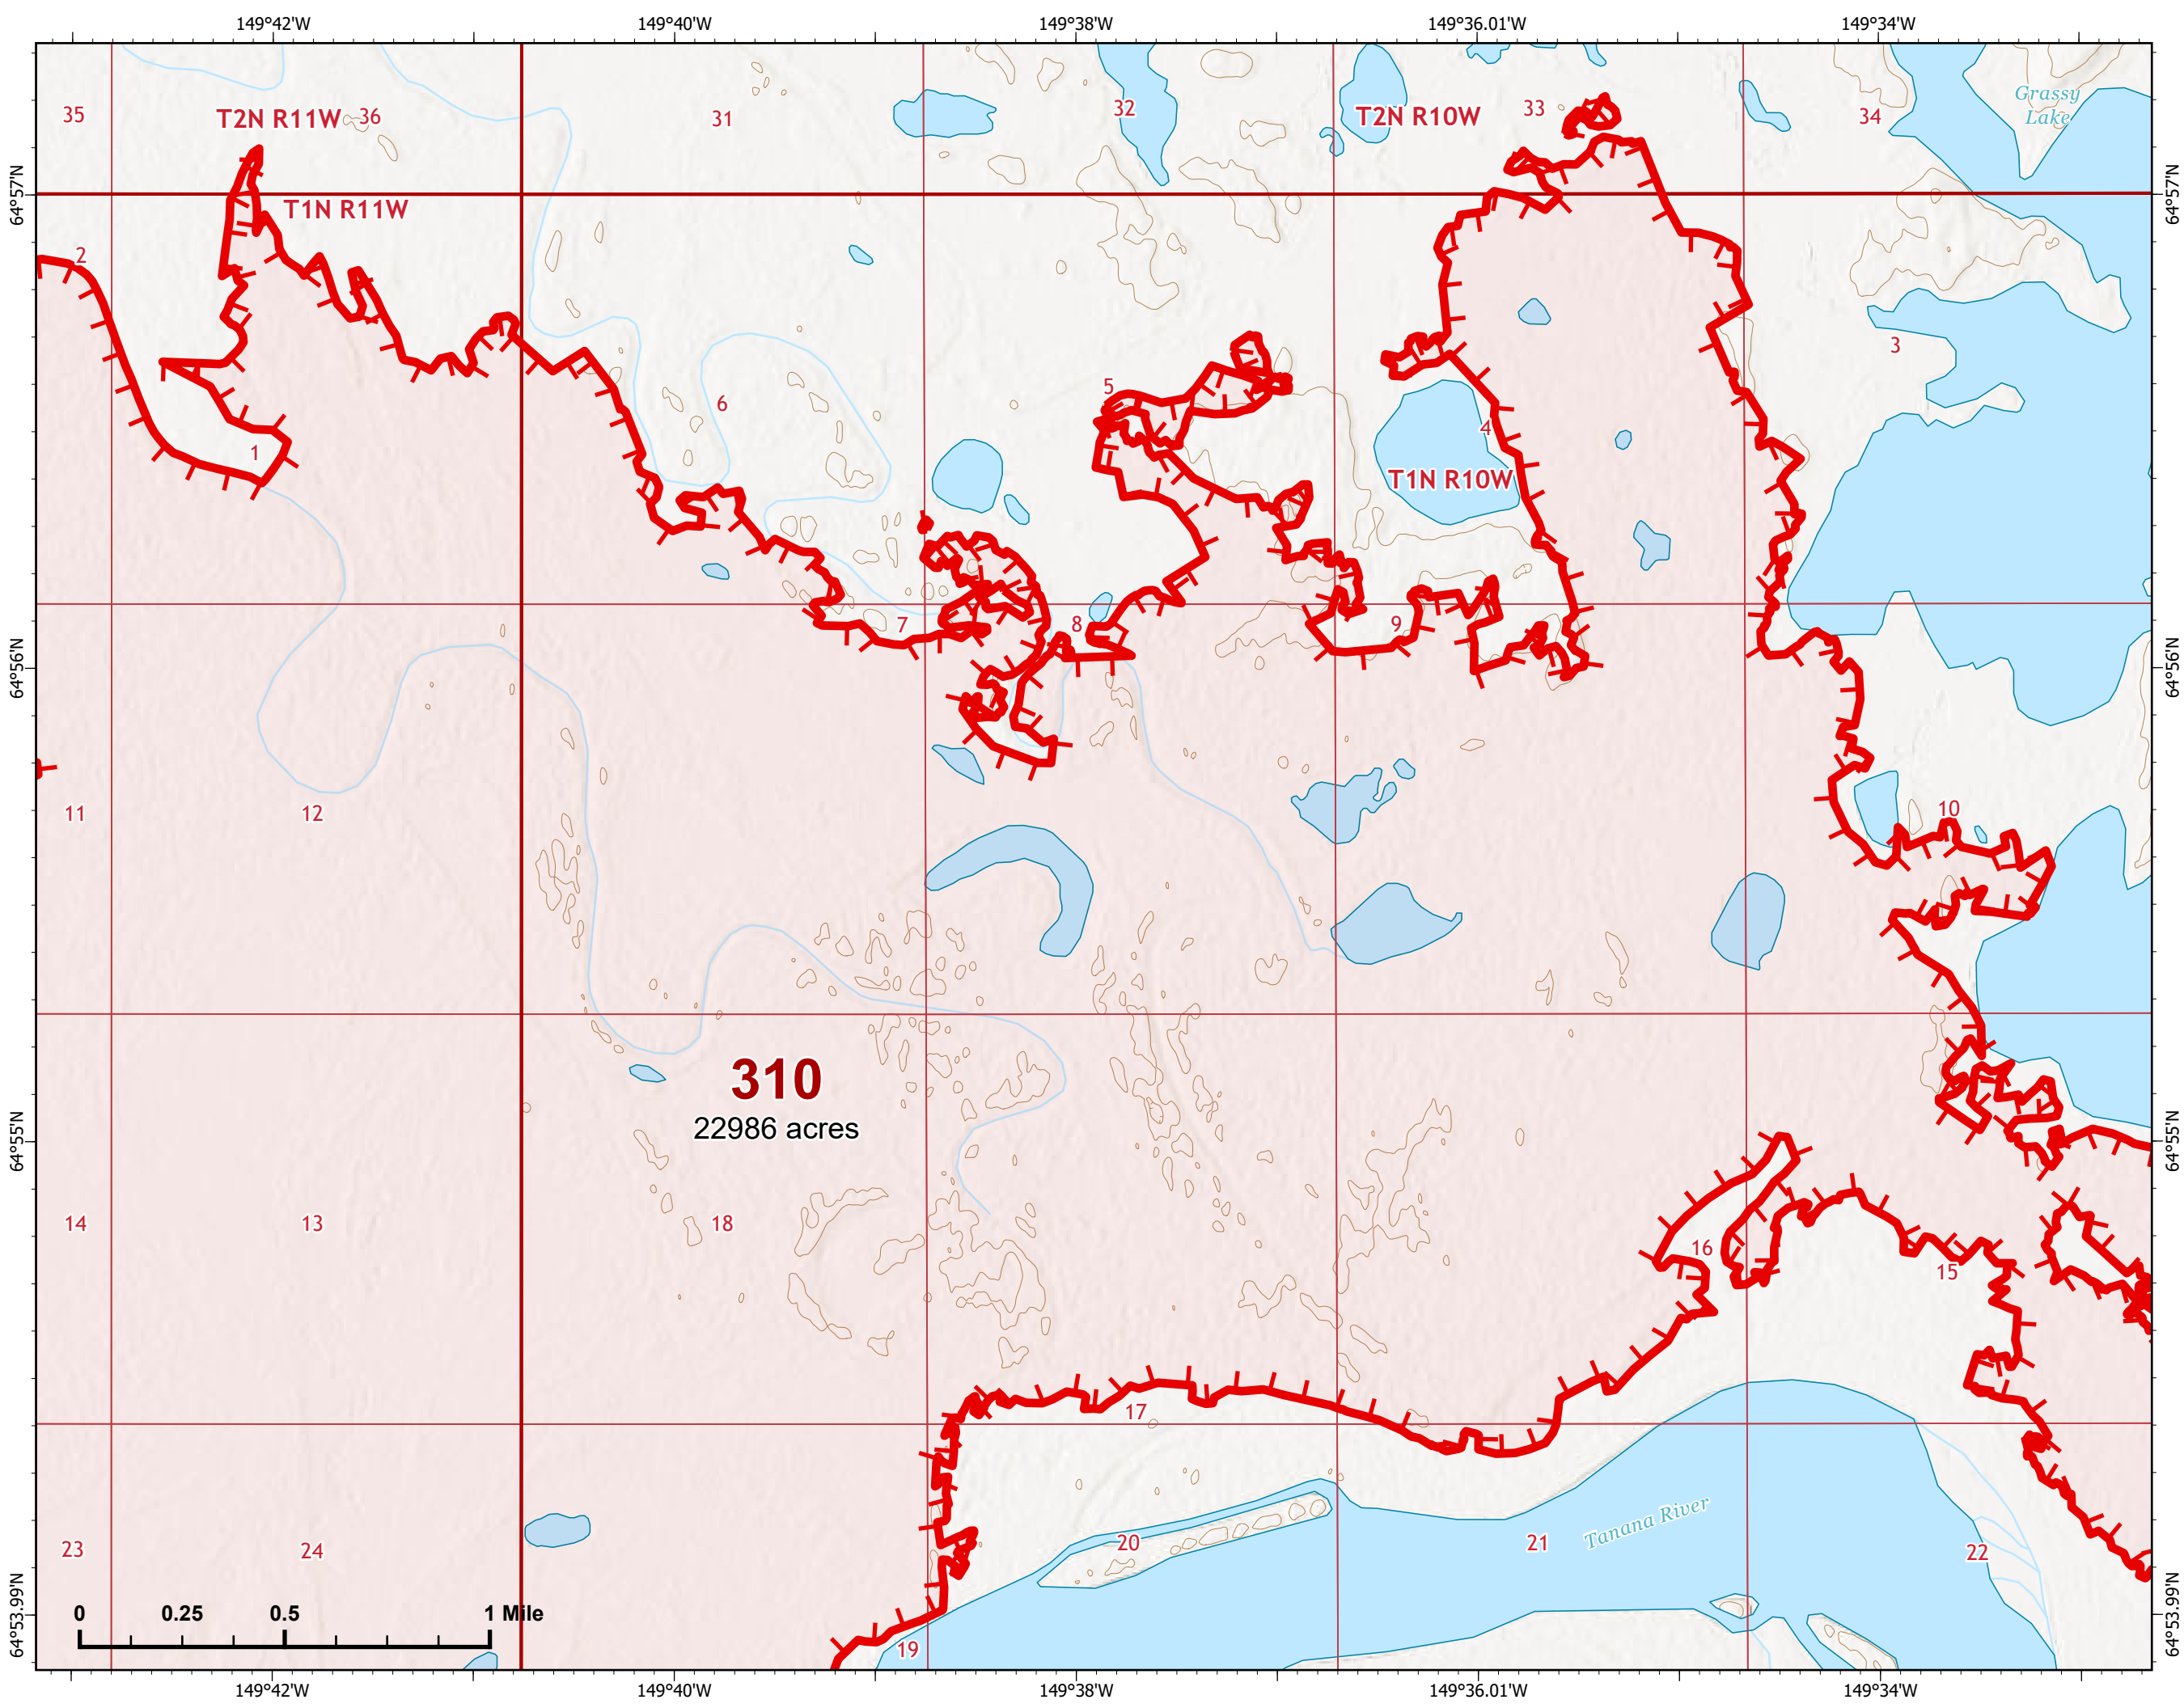 149°42'W 149°40'W 149°38'W 149°36.01'W 149°34'W
35 T2N R11W 36 31 32 T2N R10W 33 34 Grassy
Lake
64°57'N 64°57'N
T1N R11W
2 3
6 5 4
1 T1N R10W
7 8 9
64°56'N 64°56'N
11 12 10
310
22986 acres
64°55'N 64°55'N
14 13 18 16 15
17
23 24 20 21 Tanana River 22
64°53.99'N 64°53.99'N
0 0.25 0.5 1 Mile
19
149°42'W 149°40'W 149°38'W 149°36.01'W 149°34'W